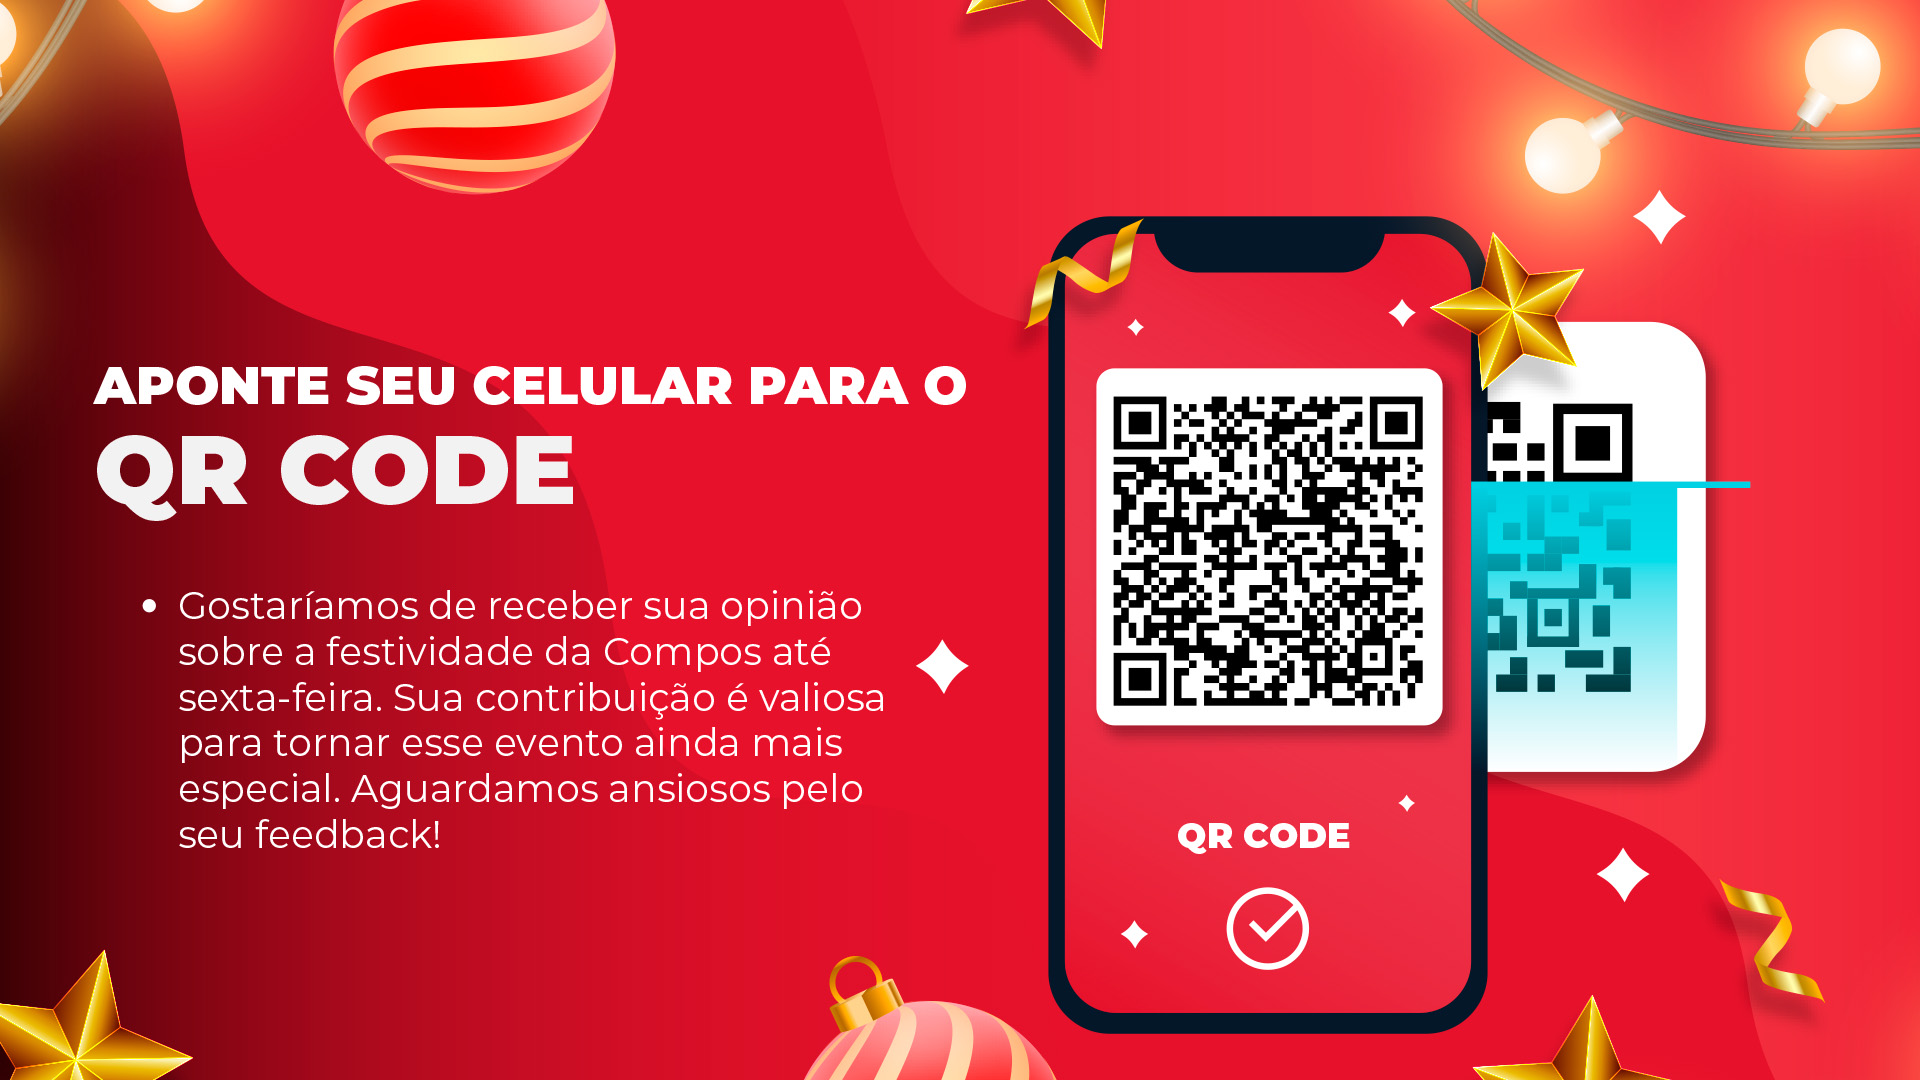 APONTE SEU CELULAR PARA O
QR CODE
• Gostaríamos de receber sua opinião
sobre a festividade da Compos até
sexta-feira. Sua contribuição é valiosa
para tornar esse evento ainda mais
especial. Aguardamos ansiosos pelo
seu feedback!
QR CODE